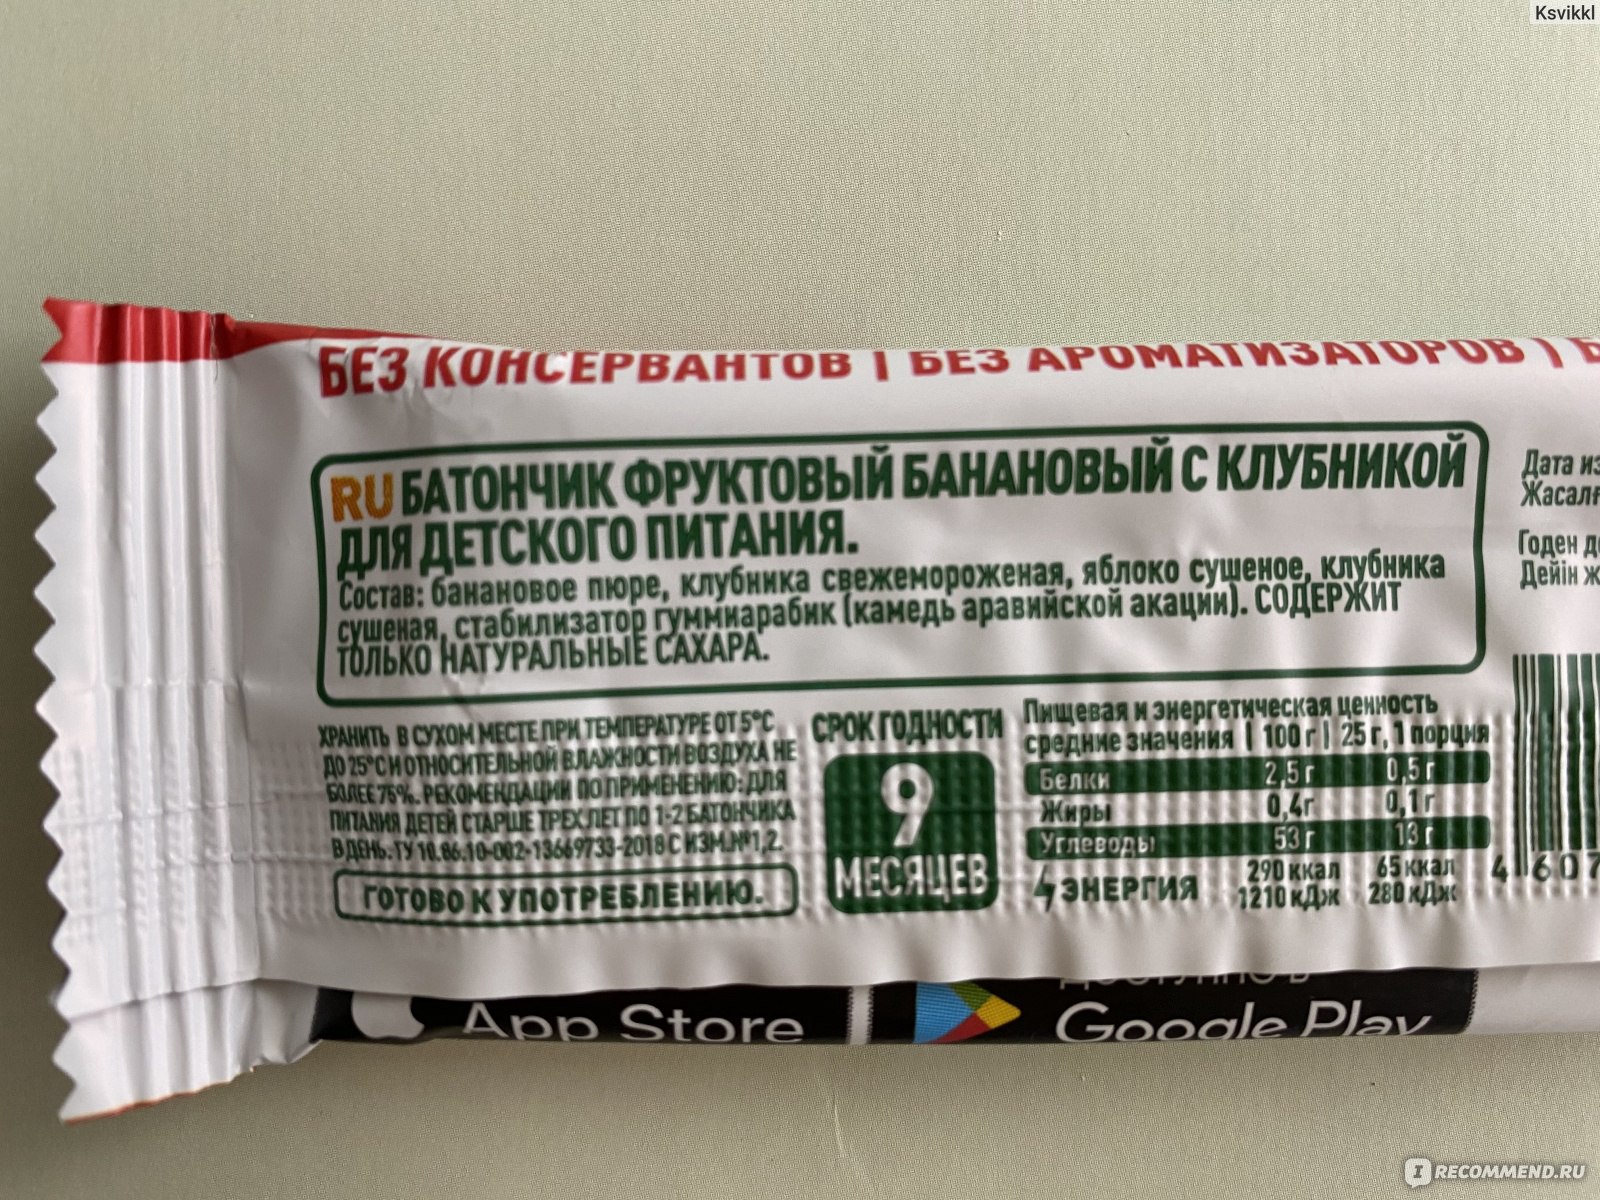 Ksvikkl
БЕЗ КОНСЕРВАНТОВ | БЕЗ АРОМАТИЗАТОРОВ |
RU БАТОНЧИК ФРУКТОВЫЙ БАНАНОВЫЙ С КЛУБНИКОЙ
ДЛЯ ДЕТСКОГО ПИТАНИЯ.
Состав: банановое пюре, клубника свежемороженая, яблоко сушеное, клубника
сушеная, стабилизатор гуммиарабик (камедь аравийской акации). СОДЕРЖИТ
ТОЛЬКО НАТУРАЛЬНЫЕ САХАРА.
ХРАНИТЬ В СУХОМ МЕСТЕ ПРИ ТЕМПЕРАТУРЕ ОТ 5°С
ДО 25°С И ОТНОСИТЕЛЬНОЙ ВЛАЖНОСТИ ВОЗДУХА НЕ
БОЛЕЕ 75%. РЕКОМЕНДАЦИИ ПО ПРИМЕНЕНИЮ: ДЛЯ
ПИТАНИЯ ДЕТЕЙ СТАРШЕ ТРЕХ ЛЕТ ПО 1-2 БАТОНЧИКА
В ДЕНЬ. ТУ 10.86.10-002-13669733-2018 С ИЗМ.№1,2.
ГОТОВО К УПОТРЕБЛЕНИЮ.
СРОК ГОДНОСТИ
9
МЕСЯЦЕВ
Пищевая и энергетическая ценность
средние значения | 100 г | 25 г, 1 порция
Белки 2,5 г 0,5 г
Жиры 0,4 г 0,1 г
Углеводы 53 г 13 г
ЭНЕРГИЯ 290 ккал 65 ккал
1210 кДж 280 кДж
Дата
Годен
Дейін
4 607
App Store
ДОСТУПНО В
Google Play
IRECOMMEND.RU